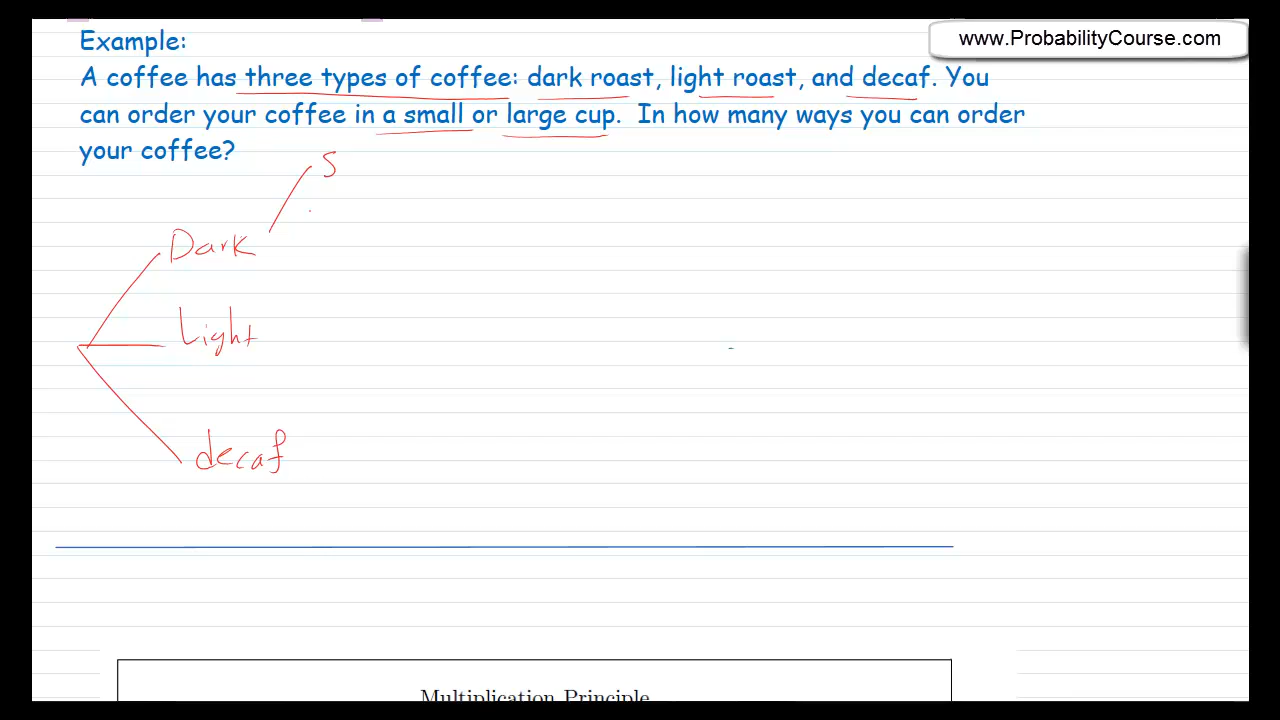 www.ProbabilityCourse.com
Example:
A coffee has three types of coffee: dark roast, light roast, and decaf. You
can order your coffee in a small or large cup. In how many ways you can order
your coffee?
S
Dark
Light
decaf
Multiplication Principle